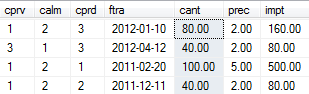 cprv calm cprd ftra cant prec impt
1 2 3 2012-01-10 80.00 2.00 160.00
3 1 3 2012-04-12 40.00 2.00 80.00
1 2 1 2011-02-20 100.00 5.00 500.00
1 2 2 2011-12-11 40.00 2.00 80.00